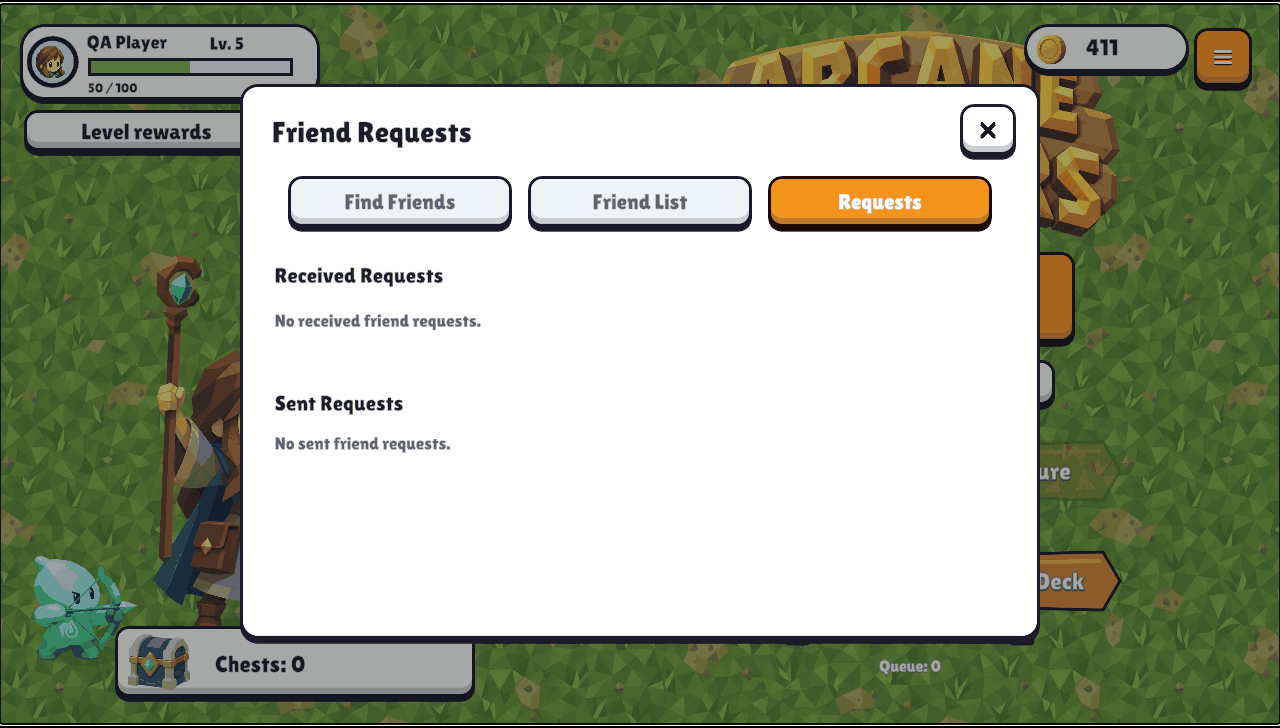 QA Player Lv. 5
411
50 / 100
Level rewards
Friend Requests
Find Friends
Friend List
Requests
Received Requests
No received friend requests.
Sent Requests
No sent friend requests.
Deck
Chests: 0
Queue: 0